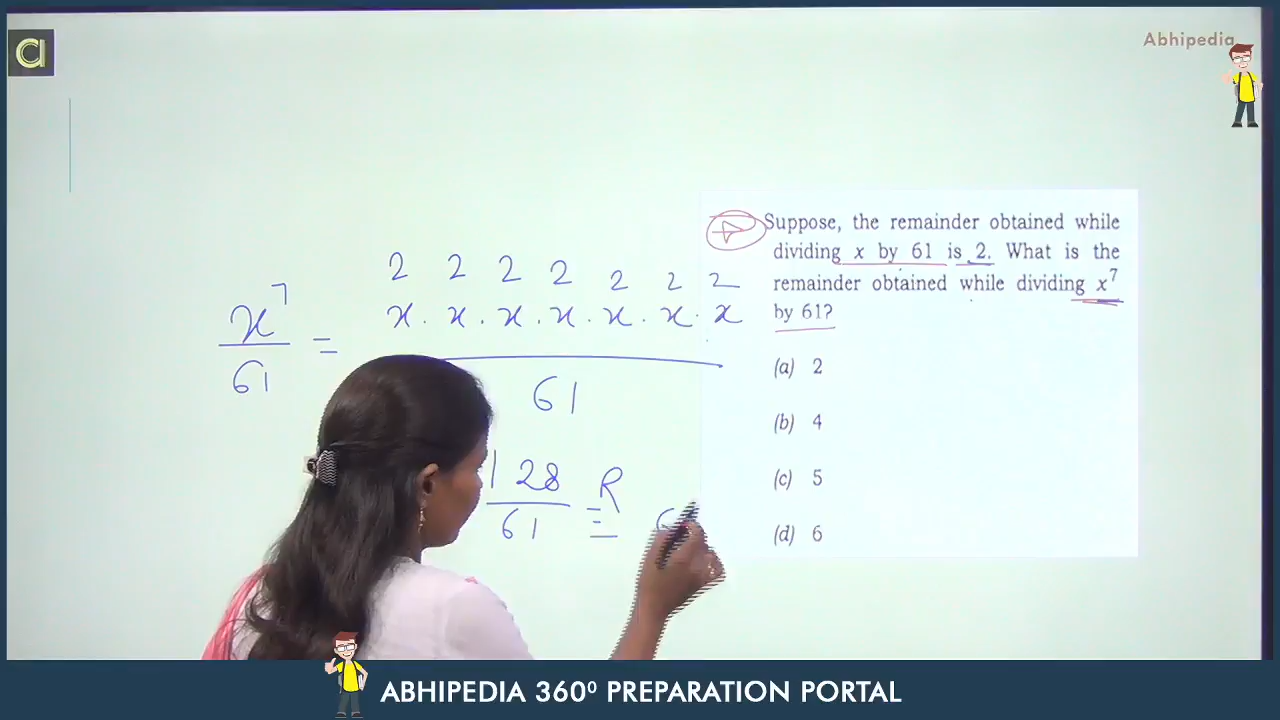 a
Abhipedia
Suppose, the remainder obtained while
dividing x by 61 is 2. What is the
remainder obtained while dividing x⁷
by 61?
(a) 2
(b) 4
(c) 5
(d) 6
2 2 2 2 2 2 2
x⁷ = x . x . x . x . x . x . x
61 61
128 = R 6
61
ABHIPEDIA 360⁰ PREPARATION PORTAL